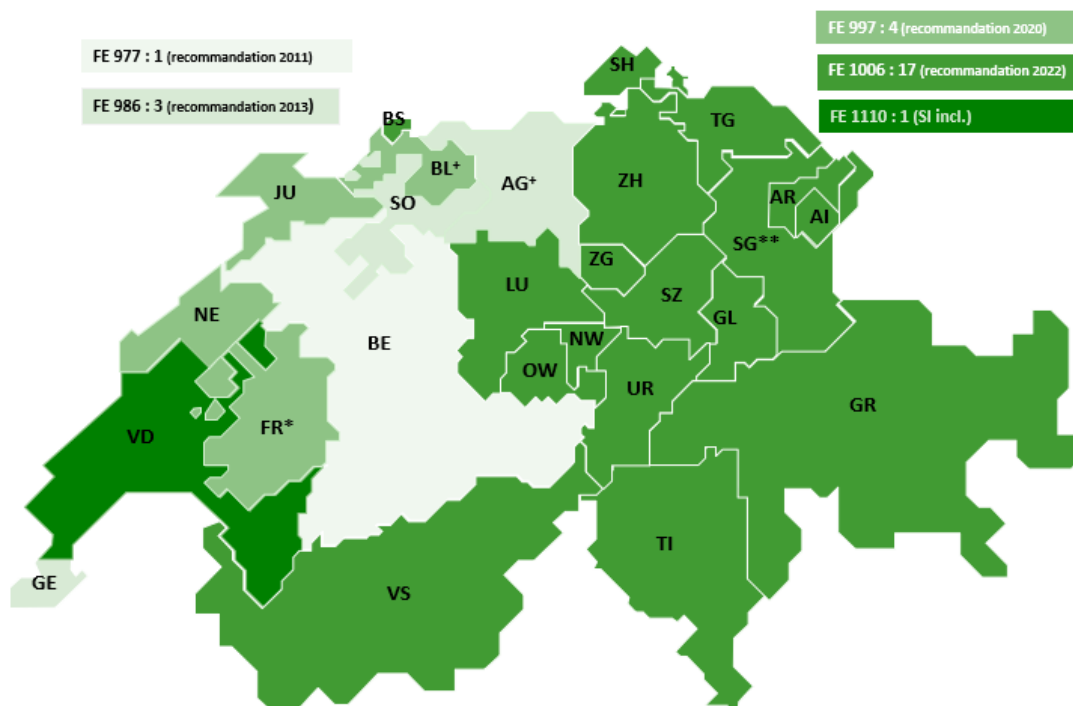 FE 977 : 1 (recommandation 2011)
FE 986 : 3 (recommandation 2013)
FE 997 : 4 (recommandation 2020)
FE 1006 : 17 (recommandation 2022)
FE 1110 : 1 (SI incl.)
SH
BS
TG
BL+
AG+
ZH
JU
SO
AR
AI
SG**
ZG
LU
SZ
NE
GL
BE
NW
OW
UR
GR
VD
FR*
TI
GE
VS